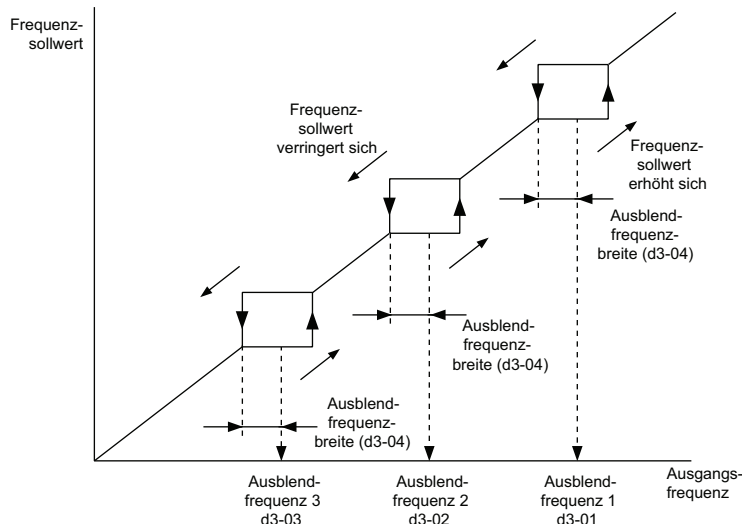 Frequenz-
sollwert
Frequenz-
sollwert
verringert sich
Frequenz-
sollwert
erhöht sich
Ausblend-
frequenz-
breite (d3-04)
Ausblend-
frequenz-
breite (d3-04)
Ausblend-
frequenz-
breite (d3-04)
Ausblend-
frequenz 3
d3-03
Ausblend-
frequenz 2
d3-02
Ausblend-
frequenz 1
d3-01
Ausgangs-
frequenz